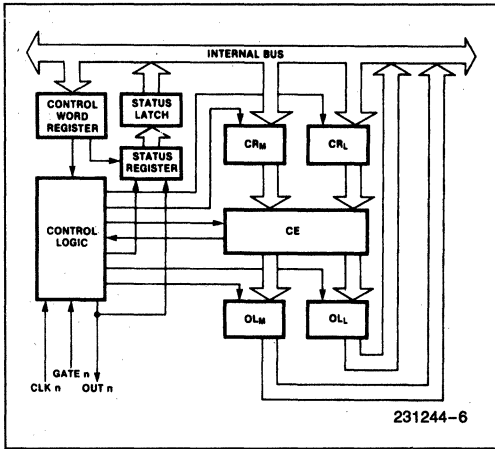 INTERNAL BUS
CONTROL
WORD
REGISTER
STATUS
LATCH
STATUS
REGISTER
CRM
CRL
CONTROL
LOGIC
CE
OLM
OLL
GATE n
CLK n
OUT n
231244-6